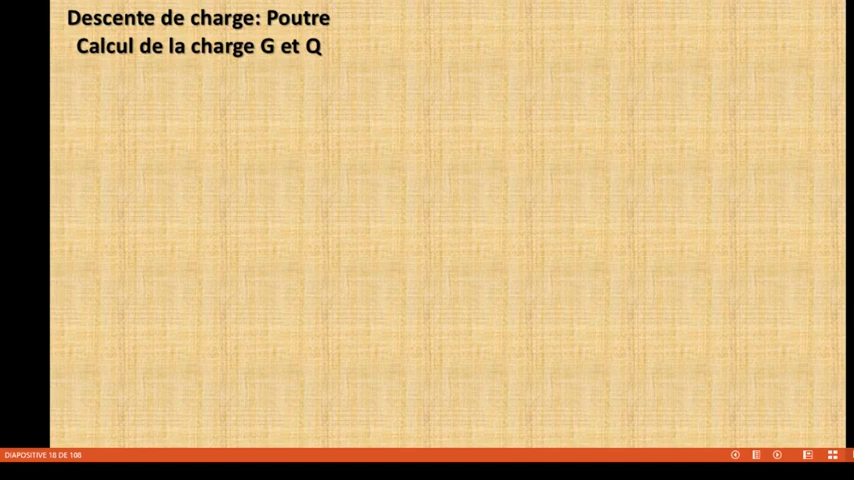 Descente de charge: Poutre
Calcul de la charge G et Q
DIAPOSITIVE 18 DE 108